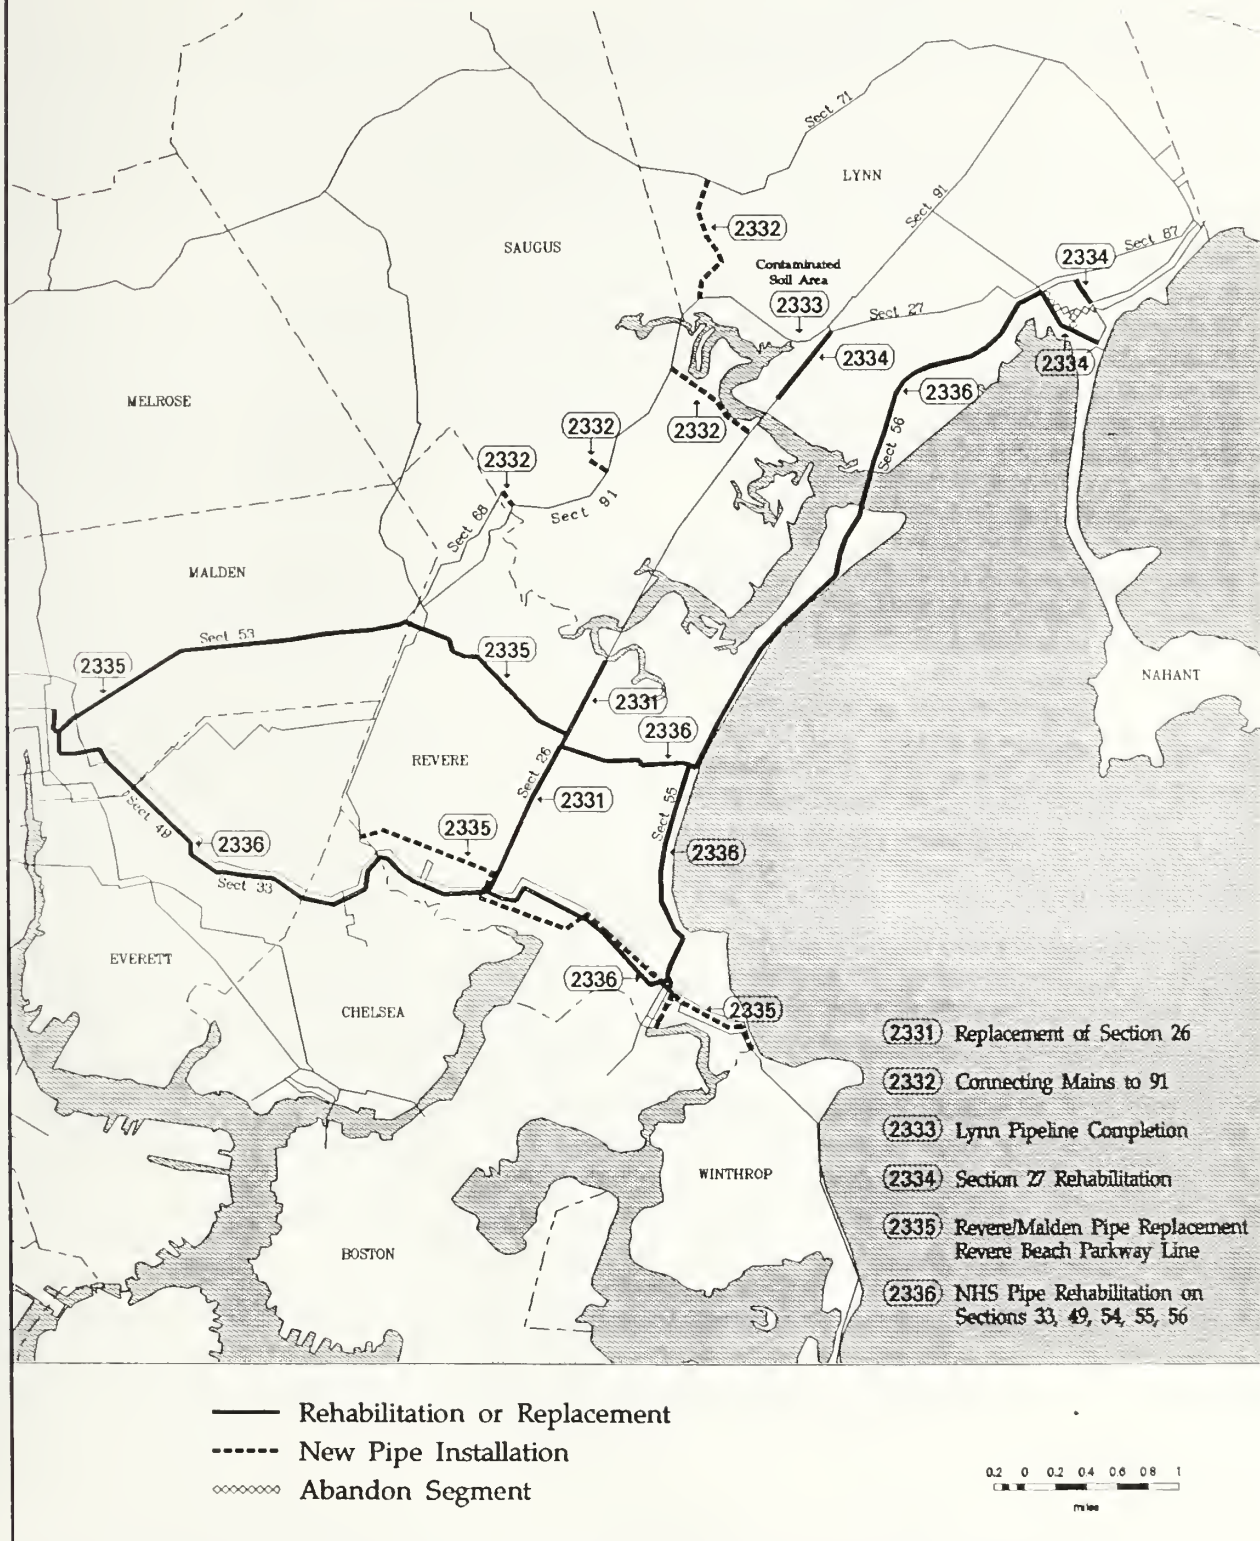 Sect 71
LYNN
Sect 91
2332
SAUGUS
Sect 87
2334
Contaminated
Soil Area
2333
Sect 27
2334
2334
2336
MELROSE
2332
2332
2332
Sect 56
Sect 91
Sect 68
MALDEN
Sect 53
2335
2335
NAHANT
2331
2336
REVERE
Sect 26
2331
Sect 55
Sect 49
2335
2336
2336
Sect 33
EVERETT
2336
CHELSEA
2335
2331 Replacement of Section 26
2332 Connecting Mains to 91
2333 Lynn Pipeline Completion
WINTHROP
2334 Section 27 Rehabilitation
2335 Revere/Malden Pipe Replacement
Revere Beach Parkway Line
BOSTON
2336 NHS Pipe Rehabilitation on
Sections 33, 49, 54, 55, 56
Rehabilitation or Replacement
New Pipe Installation
Abandon Segment
0.2 0 0.2 0.4 0.6 0.8 1
miles